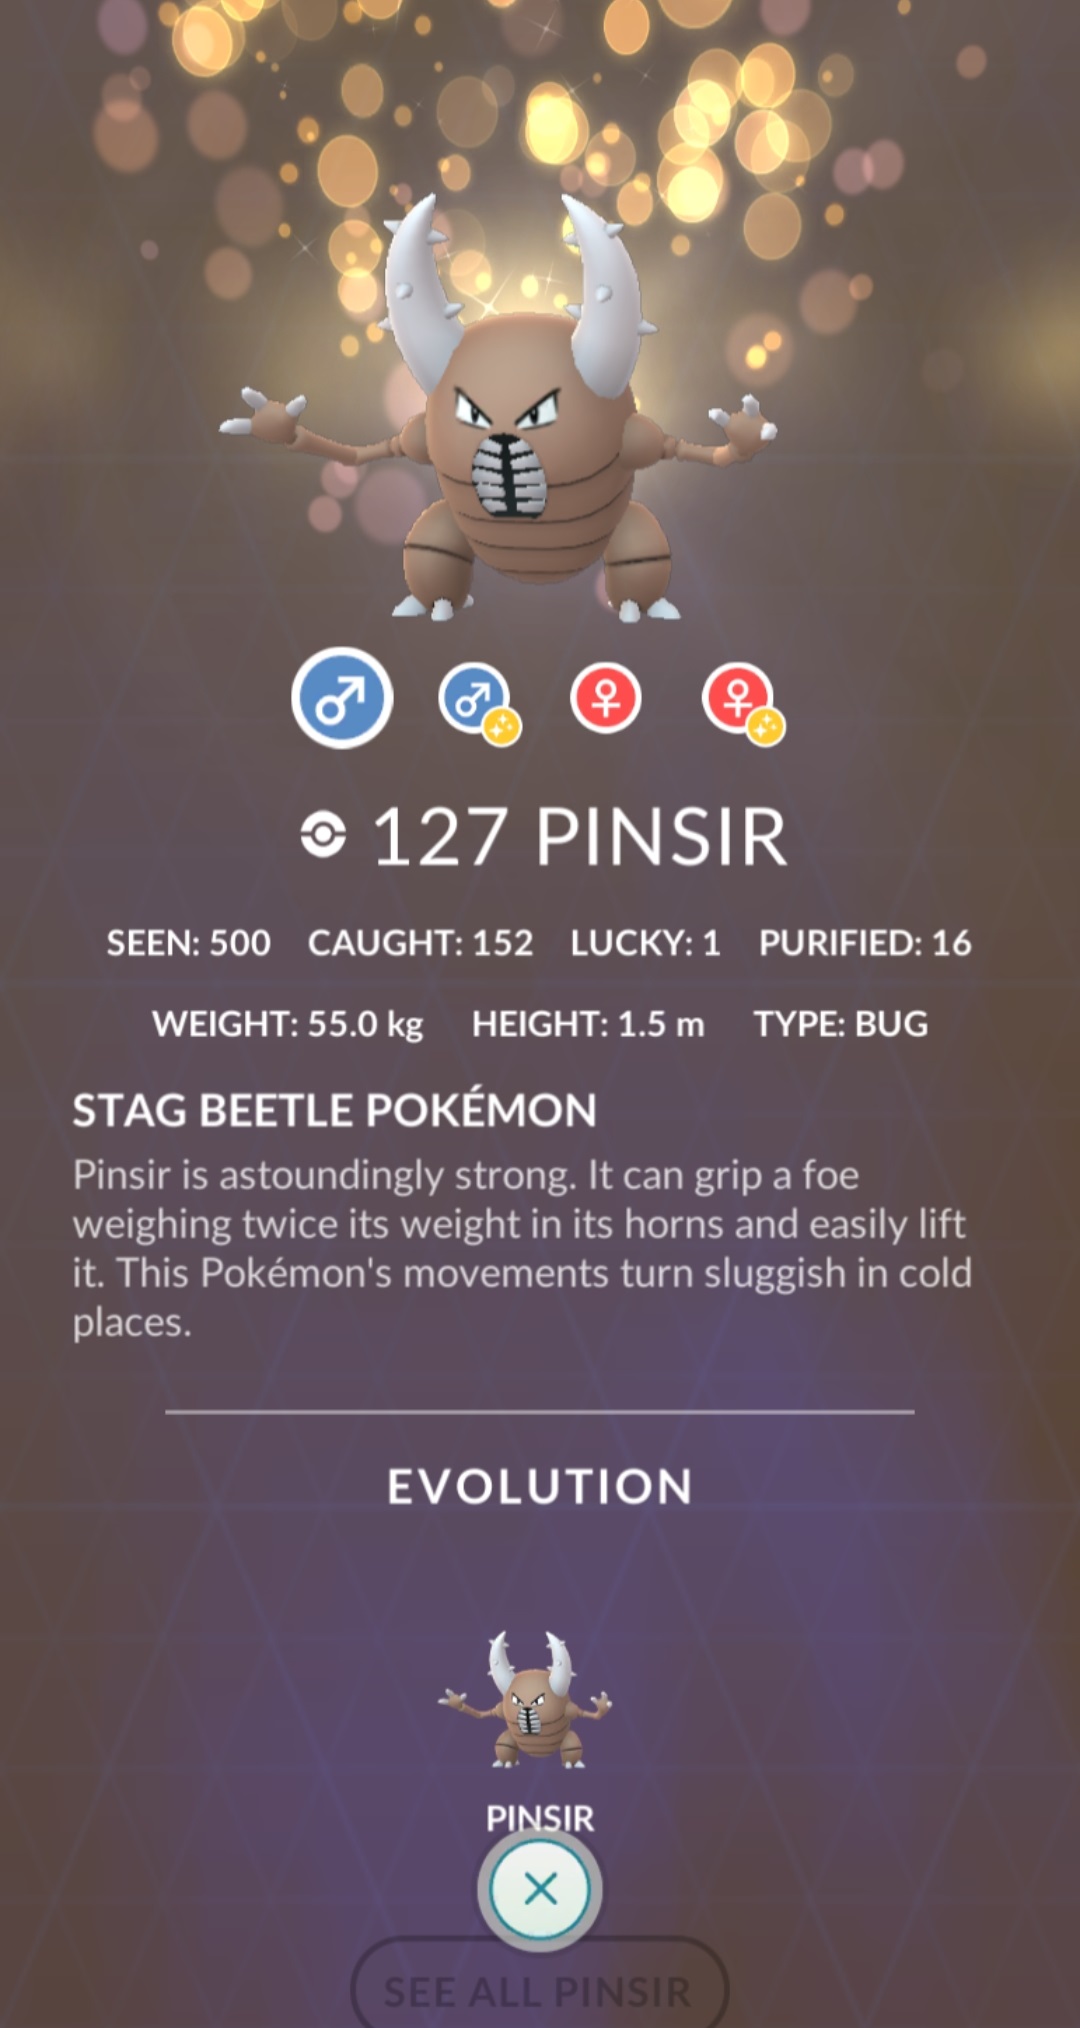 127 PINSIR
SEEN: 500 CAUGHT: 152 LUCKY: 1 PURIFIED: 16
WEIGHT: 55.0 kg HEIGHT: 1.5 m TYPE: BUG
STAG BEETLE POKÉMON
Pinsir is astoundingly strong. It can grip a foe
weighing twice its weight in its horns and easily lift
it. This Pokémon's movements turn sluggish in cold
places.
EVOLUTION
PINSIR
SEE ALL PINSIR